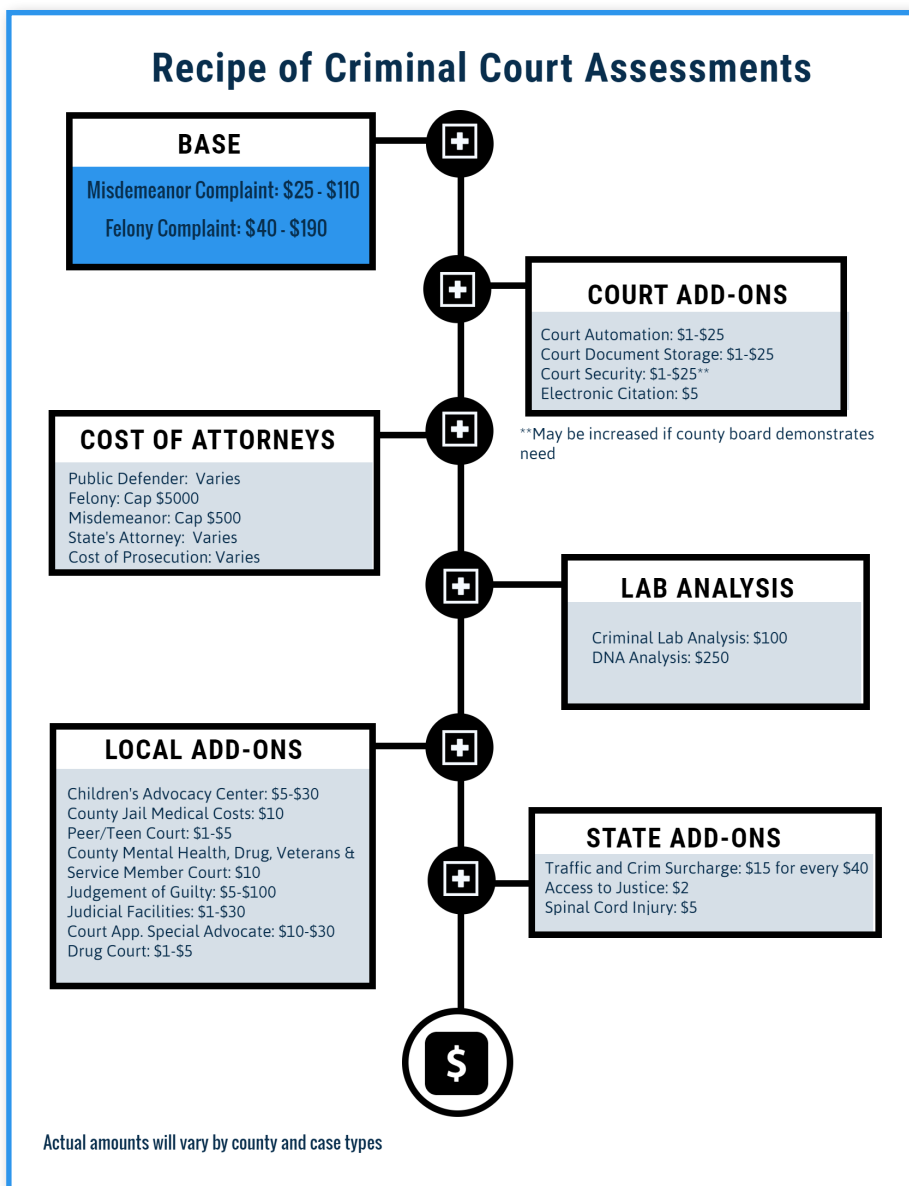 Recipe of Criminal Court Assessments
BASE
Misdemeanor Complaint: $25 - $110
Felony Complaint: $40 - $190
COURT ADD-ONS
Court Automation: $1-$25
Court Document Storage: $1-$25
Court Security: $1-$25**
Electronic Citation: $5
**May be increased if county board demonstrates
need
COST OF ATTORNEYS
Public Defender:  Varies
Felony: Cap $5000
Misdemeanor: Cap $500
State's Attorney:  Varies
Cost of Prosecution: Varies
LAB ANALYSIS
Criminal Lab Analysis: $100
DNA Analysis: $250
LOCAL ADD-ONS
Children's Advocacy Center: $5-$30
County Jail Medical Costs: $10
Peer/Teen Court: $1-$5
County Mental Health, Drug, Veterans &
Service Member Court: $10
Judgement of Guilty: $5-$100
Judicial Facilities: $1-$30
Court App. Special Advocate: $10-$30
Drug Court: $1-$5
STATE ADD-ONS
Traffic and Crim Surcharge: $15 for every $40
Access to Justice: $2
Spinal Cord Injury: $5
$
Actual amounts will vary by county and case types